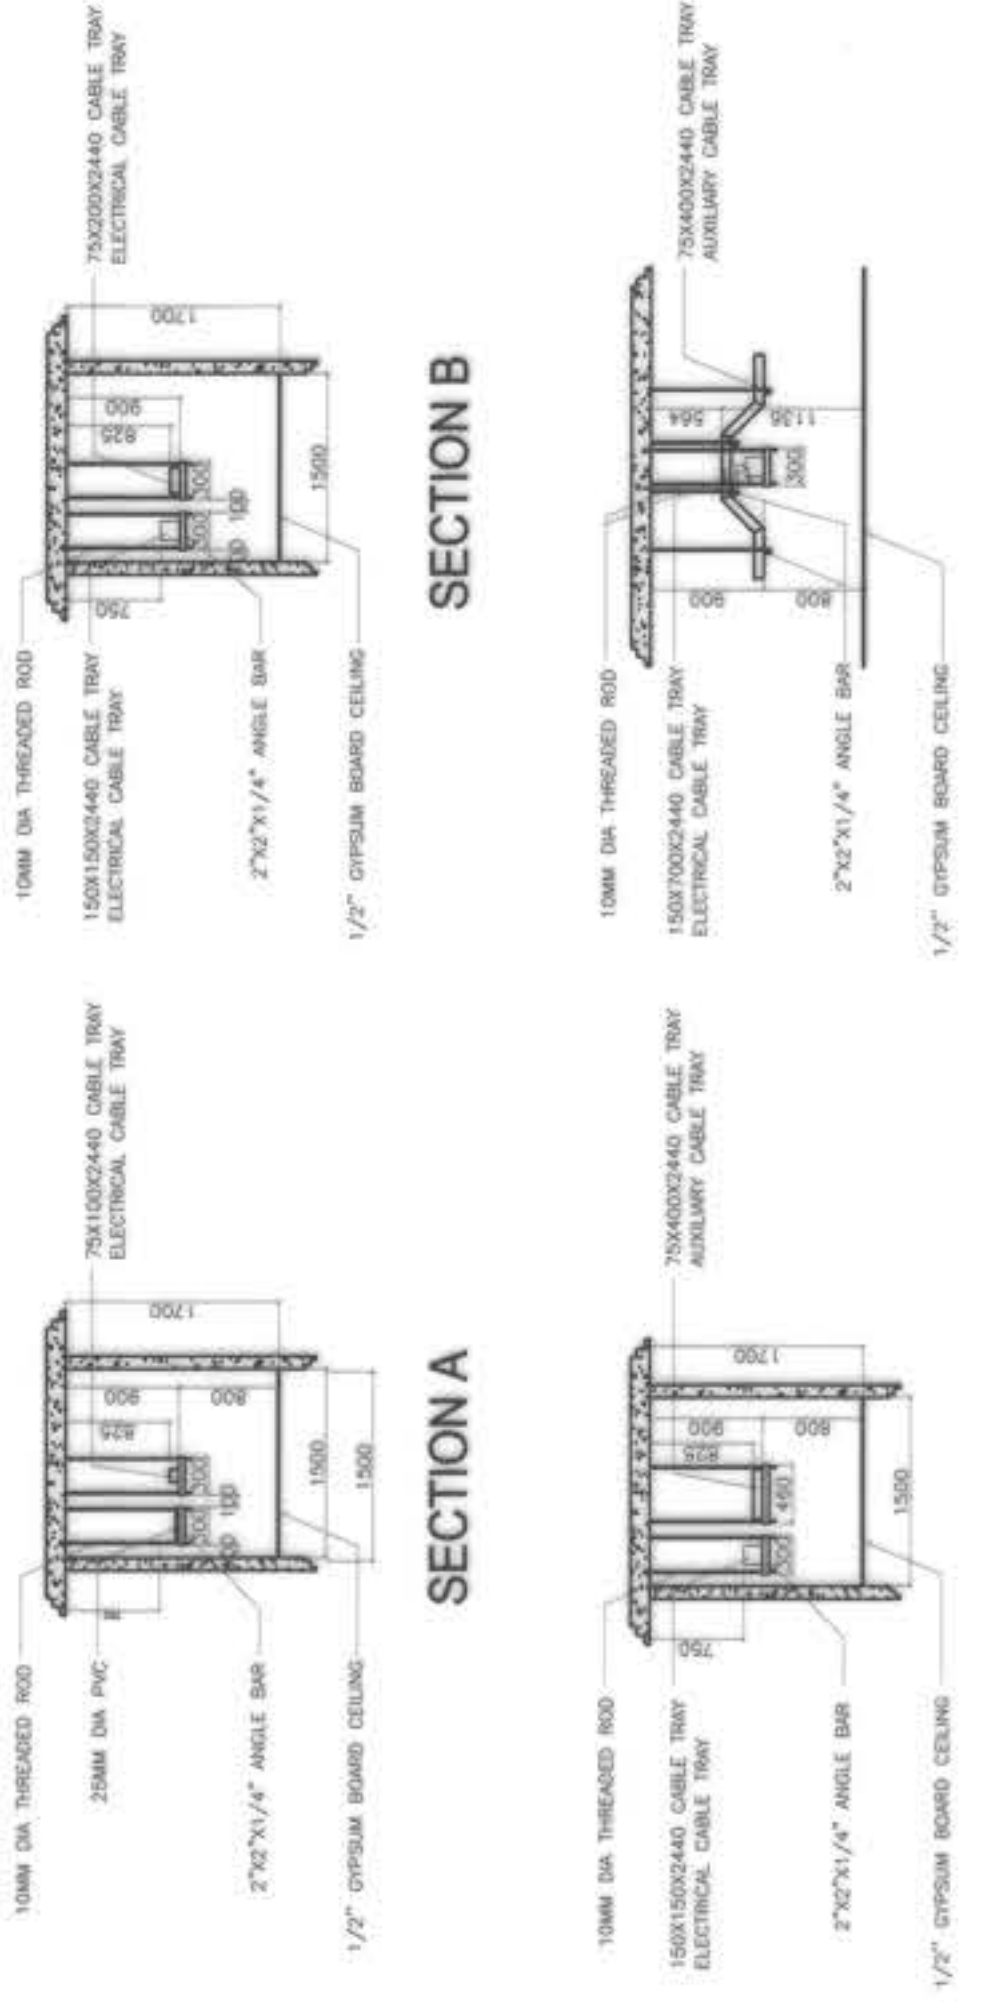 10MM DIA THREADED ROD
25MM DIA PVC
2"X2"X1/4" ANGLE BAR
1/2" GYPSUM BOARD CEILING
75X100X2440 CABLE TRAY
ELECTRICAL CABLE TRAY
825
900
800
1700
300
300
100
1500
1500
SECTION A
10MM DIA THREADED ROD
150X150X2440 CABLE TRAY
ELECTRICAL CABLE TRAY
2"X2"X1/4" ANGLE BAR
1/2" GYPSUM BOARD CEILING
75X200X2440 CABLE TRAY
ELECTRICAL CABLE TRAY
750
825
900
1700
300
300
100
1500
SECTION B
10MM DIA THREADED ROD
150X150X2440 CABLE TRAY
ELECTRICAL CABLE TRAY
2"X2"X1/4" ANGLE BAR
1/2" GYPSUM BOARD CEILING
75X400X2440 CABLE TRAY
AUXILIARY CABLE TRAY
750
825
900
800
1700
300
460
1500
10MM DIA THREADED ROD
150X700X2440 CABLE TRAY
ELECTRICAL CABLE TRAY
2"X2"X1/4" ANGLE BAR
1/2" GYPSUM BOARD CEILING
75X400X2440 CABLE TRAY
AUXILIARY CABLE TRAY
900
800
564
1136
300